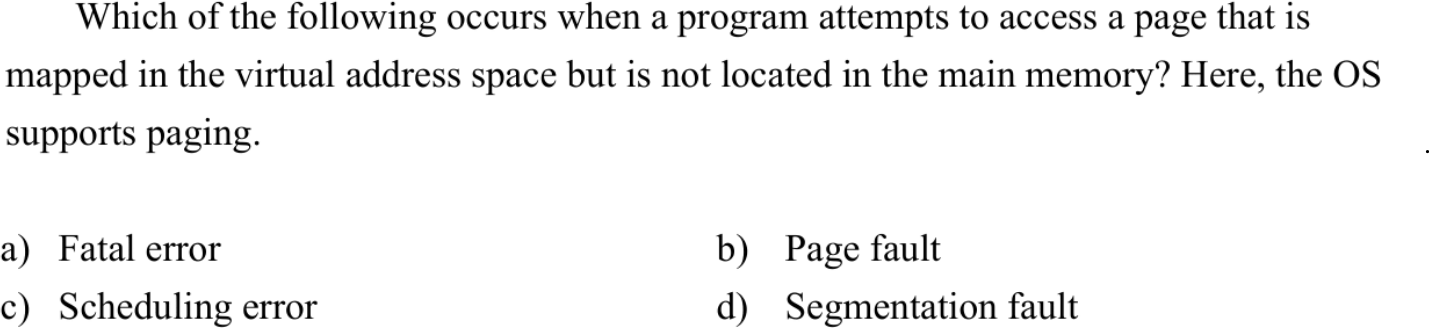 Which of the following occurs when a program attempts to access a page that is
mapped in the virtual address space but is not located in the main memory? Here, the OS
supports paging.
a) Fatal error b) Page fault
c) Scheduling error d) Segmentation fault